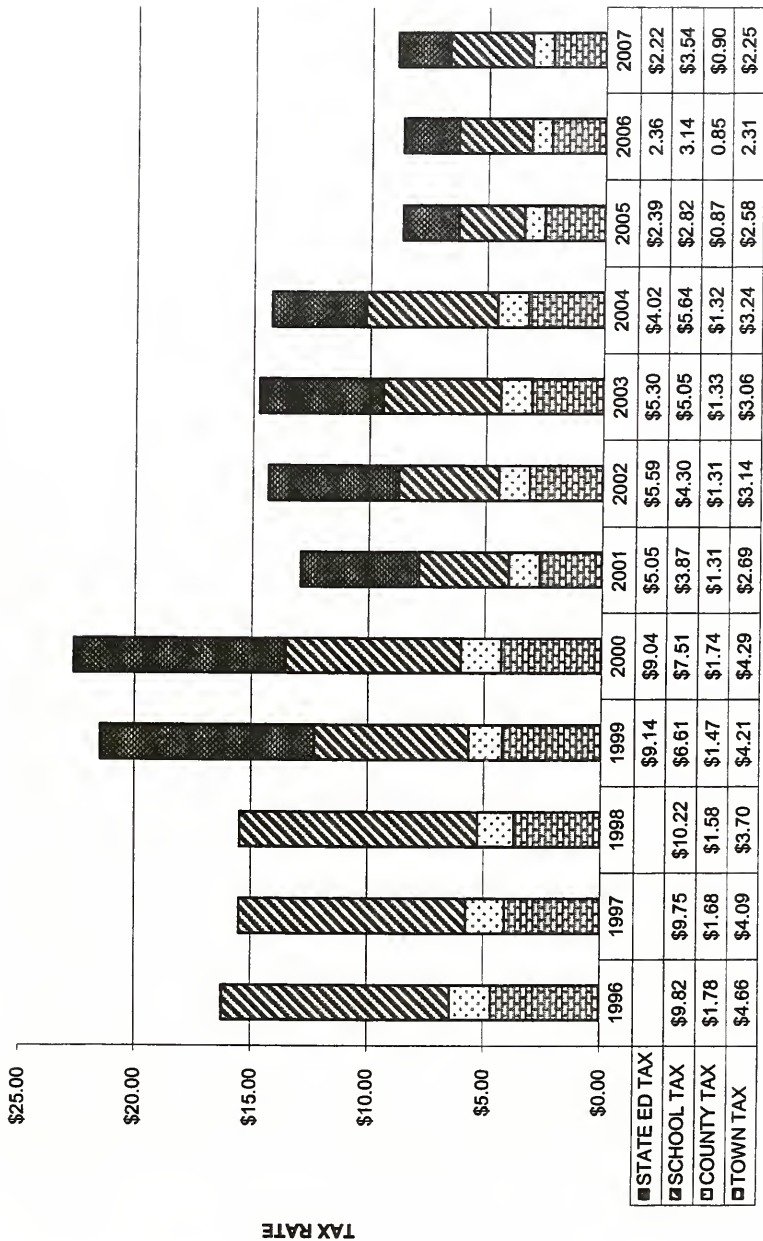 TAX RATE
$25.00
$20.00
$15.00
$10.00
$5.00
$0.00
1996 1997 1998 1999 2000 2001 2002 2003 2004 2005 2006 2007
STATE ED TAX $9.14 $9.04 $5.05 $5.59 $5.30 $4.02 $2.39 2.36 $2.22
SCHOOL TAX $9.82 $9.75 $10.22 $6.61 $7.51 $3.87 $4.30 $5.05 $5.64 $2.82 3.14 $3.54
COUNTY TAX $1.78 $1.68 $1.58 $1.47 $1.74 $1.31 $1.31 $1.33 $1.32 $0.87 0.85 $0.90
TOWN TAX $4.66 $4.09 $3.70 $4.21 $4.29 $2.69 $3.14 $3.06 $3.24 $2.58 2.31 $2.25